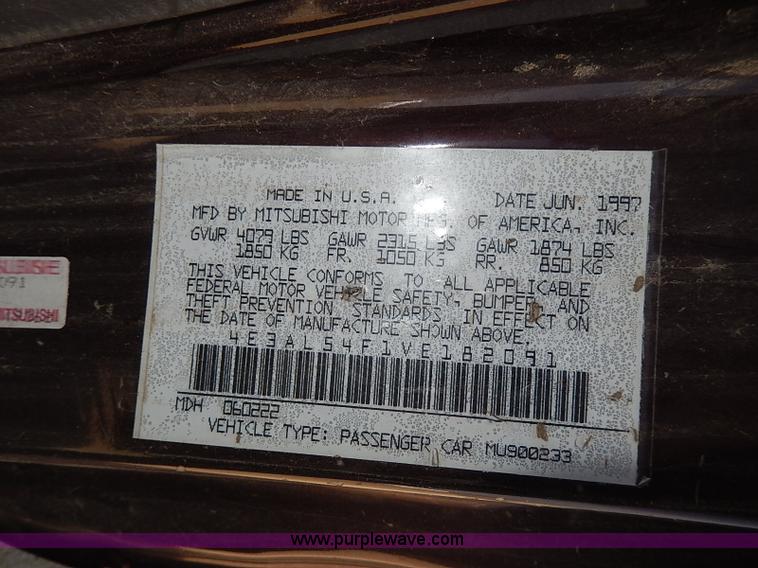 MADE IN U.S.A. DATE JUN. 1997
MFD BY MITSUBISHI MOTOR MFG. OF AMERICA, INC.
GVWR 4079 LBS GAWR 2315 LBS GAWR 1874 LBS
1850 KG FR. 1050 KG RR. 850 KG
THIS VEHICLE CONFORMS TO ALL APPLICABLE
FEDERAL MOTOR VEHICLE SAFETY, BUMPER, AND
THEFT PREVENTION STANDARDS IN EFFECT ON
THE DATE OF MANUFACTURE SHOWN ABOVE.
4E3AL54F1VE182091
MDH 060222
VEHICLE TYPE: PASSENGER CAR MU900233
091
MITSUBISHI
www.purplewave.com